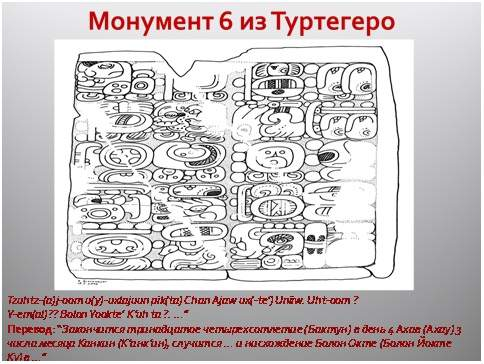 Монумент 6 из Туртегеро
Tzuhtz-(a)j-oom u(y)-uxlajuun pik(ta) Chan Ajaw ux(-te’) Uniiw. Uht-oom ?
Y-em(al)?? Bolon Yookte’ K’uh ta ?. ...“
Перевод: “Закончится тринадцатое четырехсотлетие (Бактун) в день 4 Ахав (Axay) 3
числа месяца Канкин (К’анк’ин), случится ... и нисхождение Болон Окте (Болон Йокте
Ку) в ...“